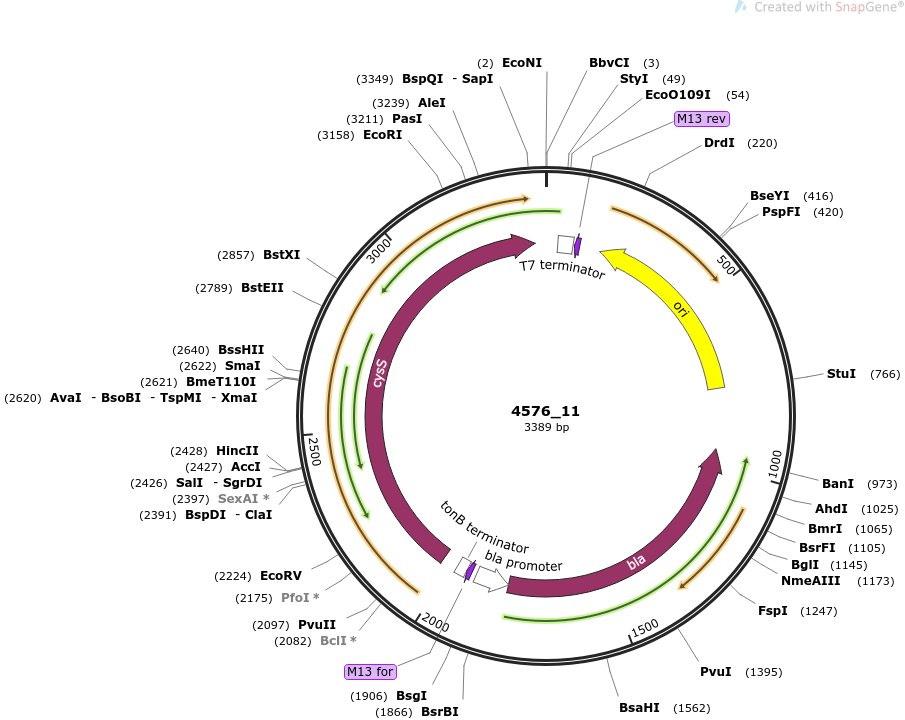 Created with SnapGene®
(2) EcoNI
BbvCI (3)
(3349) BspQI - SapI
StyI (49)
(3239) AleI
EcoO109I (54)
(3211) PasI
M13 rev
(3158) EcoRI
DrdI (220)
BseYI (416)
PspFI (420)
(2857) BstXI
3000
500
T7 terminator
(2789) BstEII
ori
(2640) BssHII
(2622) SmaI
StuI (766)
(2621) BmeT110I
cysS
(2620) AvaI - BsoBI - TspMI - XmaI
4576_11
3389 bp
(2428) HincII
2500
(2427) AccI
1000
(2426) SalI - SgrDI
BanI (973)
(2397) SexAI *
(2391) BspDI - ClaI
AhdI (1025)
BmrI (1065)
tonB terminator
BsrFI (1105)
bla promoter
bla
BglI (1145)
(2224) EcoRV
NmeAIII (1173)
(2175) PfoI *
FspI (1247)
(2097) PvuII
2000
1500
(2082) BclI *
M13 for
PvuI (1395)
(1906) BsgI
(1866) BsrBI
BsaHI (1562)